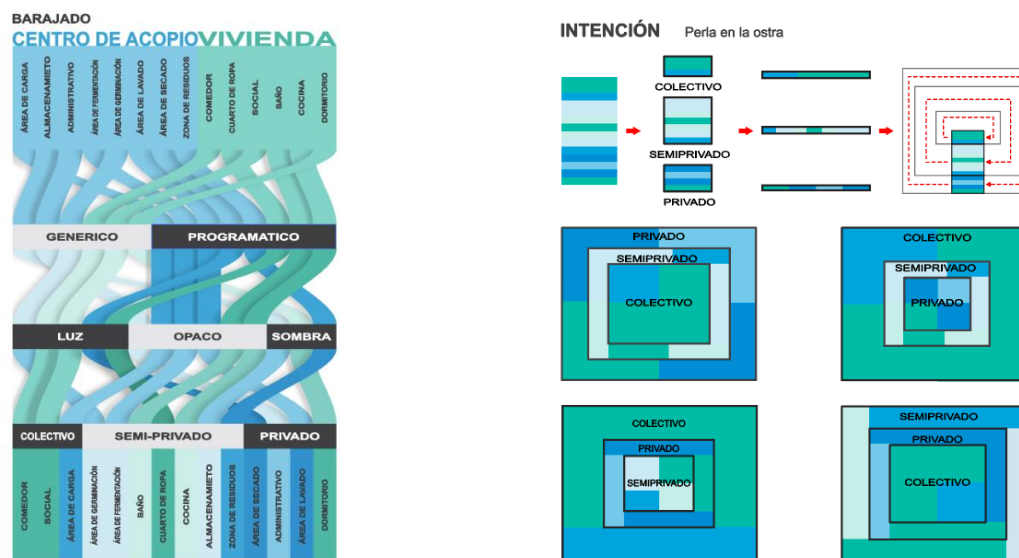 BARAJADO
CENTRO DE ACOPIO VIVIENDA
ÁREA DE CARGA
ALMACENAMIETO
ADMINISTRATIVO
ÁREA DE FERMENTACIÓN
ÁREA DE GERMINACIÓN
ÁREA DE LAVADO
ÁREA DE SECADO
ZONA DE RESIDUOS
COMEDOR
CUARTO DE ROPA
SOCIAL
BAÑO
COCINA
DORMITORIO
GENERICO PROGRAMATICO
LUZ OPACO SOMBRA
COLECTIVO SEMI-PRIVADO PRIVADO
COMEDOR
SOCIAL
ÁREA DE CARGA
ÁREA DE GERMINACIÓN
ÁREA DE FERMENTACIÓN
BAÑO
CUARTO DE ROPA
COCINA
ALMACENAMIETO
ZONA DE RESIDUOS
ÁREA DE SECADO
ADMINISTRATIVO
ÁREA DE LAVADO
DORMITORIO
INTENCIÓN Perla en la ostra
COLECTIVO
SEMIPRIVADO
PRIVADO
PRIVADO
SEMIPRIVADO
COLECTIVO
COLECTIVO
SEMIPRIVADO
PRIVADO
COLECTIVO
PRIVADO
SEMIPRIVADO
SEMIPRIVADO
PRIVADO
COLECTIVO